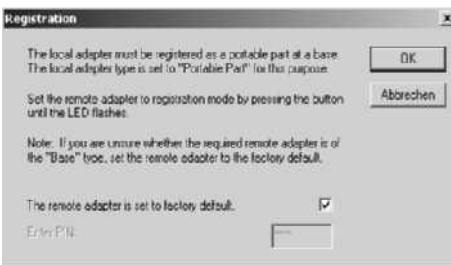 Registration
The local adapter must be registered as a portable part at a base.
The local adapter type is set to "Portable Part" for this purpose.
OK
Set the remote adapter to registration mode by pressing the button
until the LED flashes.
Abbrechen
Note: If you are unsure whether the required remote adapter is of
the "Base" type, set the remote adapter to the factory default.
The remote adapter is set to factory default.
Enter PIN: